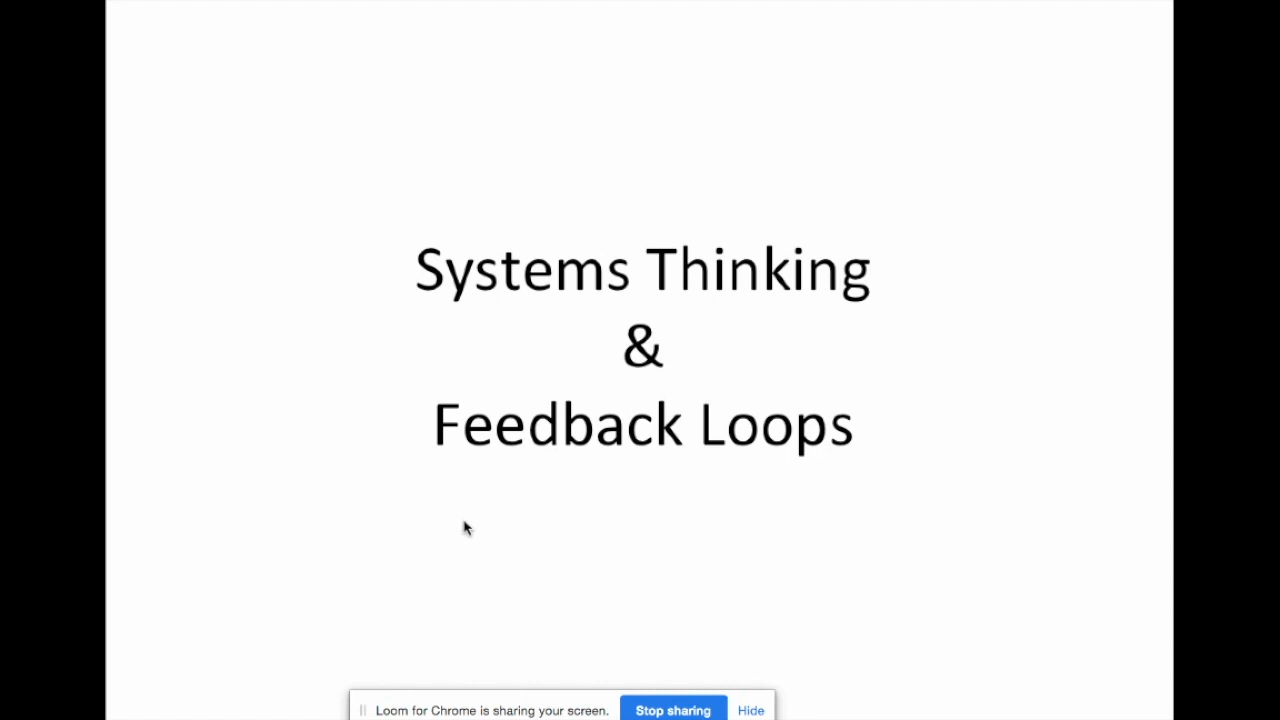 Systems Thinking
&
Feedback Loops
Loom for Chrome is sharing your screen. Stop sharing Hide